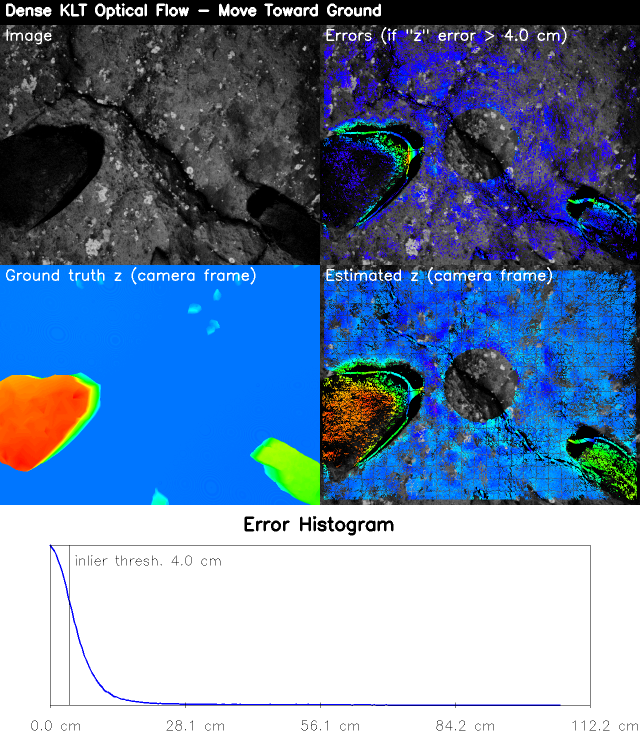 Dense KLT Optical Flow – Move Toward Ground
Image
Errors (if "z" error > 4.0 cm)
Ground truth z (camera frame)
Estimated z (camera frame)
Error Histogram
inlier thresh. 4.0 cm
0.0 cm 28.1 cm 56.1 cm 84.2 cm 112.2 cm